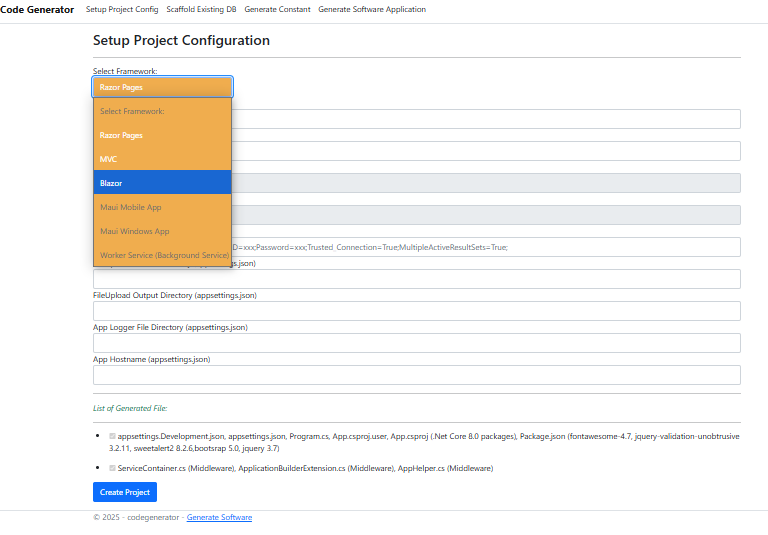 Code Generator Setup Project Config Scaffold Existing DB Generate Constant Generate Software Application
Setup Project Configuration
Select Framework:
Razor Pages
Select Framework:
Razor Pages
MVC
Blazor
Maui Mobile App
Maui Windows App
Worker Service (Background Service)
D=xxx;Password=xxx;Trusted_Connection=True;MultipleActiveResultSets=True;
gs.json)
FileUpload Output Directory (appsettings.json)
App Logger File Directory (appsettings.json)
App Hostname (appsettings.json)
List of Generated File:
appsettings.Development.json, appsettings.json, Program.cs, App.csproj.user, App.csproj (.Net Core 8.0 packages), Package.json (fontawesome-4.7, jquery-validation-unobtrusive
3.2.11, sweetalert2 8.2.6,bootsrap 5.0, jquery 3.7)
ServiceContainer.cs (Middleware), ApplicationBuilderExtension.cs (Middleware), AppHelper.cs (Middleware)
Create Project
© 2025 - codegenerator - Generate Software